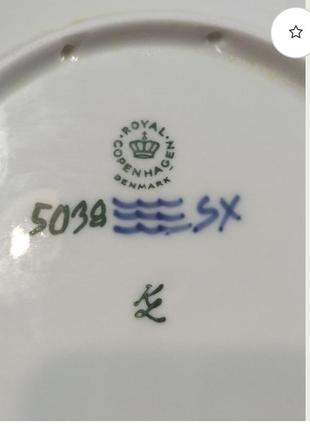 ROYAL
COPENHAGEN
DENMARK
5038 SX